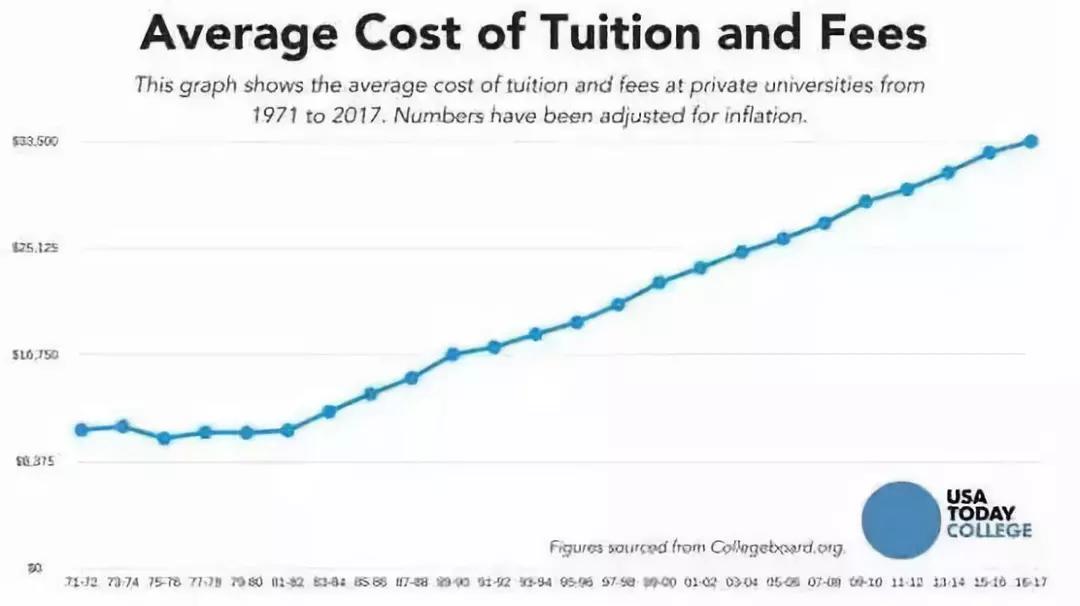 Average Cost of Tuition and Fees
This graph shows the average cost of tuition and fees at private universities from
1971 to 2017. Numbers have been adjusted for inflation.
$33,500
$25,125
$16,750
$8,375
$0
71-72 73-74 75-76 77-78 79-80 81-82 83-84 85-86 87-88 89-90 91-92 93-94 95-96 97-98 99-00 01-02 03-04 05-06 07-08 09-10 11-12 13-14 15-16 16-17
Figures sourced from Collegeboard.org.
USA
TODAY
COLLEGE